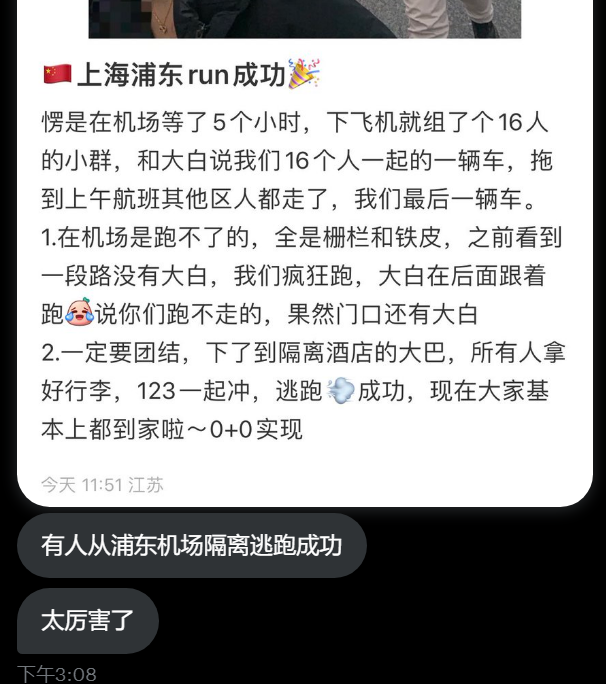 🇨🇳上海浦东run成功🎉
愣是在机场等了5个小时，下飞机就组了个16人
的小群，和大白说我们16个人一起的一辆车，拖
到上午航班其他区人都走了，我们最后一辆车。
1.在机场是跑不了的，全是栅栏和铁皮，之前看到
一段路没有大白，我们疯狂跑，大白在后面跟着
跑😂说你们跑不走的，果然门口还有大白
2.一定要团结，下了到隔离酒店的大巴，所有人拿
好行李，123一起冲，逃跑💨成功，现在大家基
本上都到家啦～0+0实现
今天 11:51 江苏
有人从浦东机场隔离逃跑成功
太厉害了
下午3:08